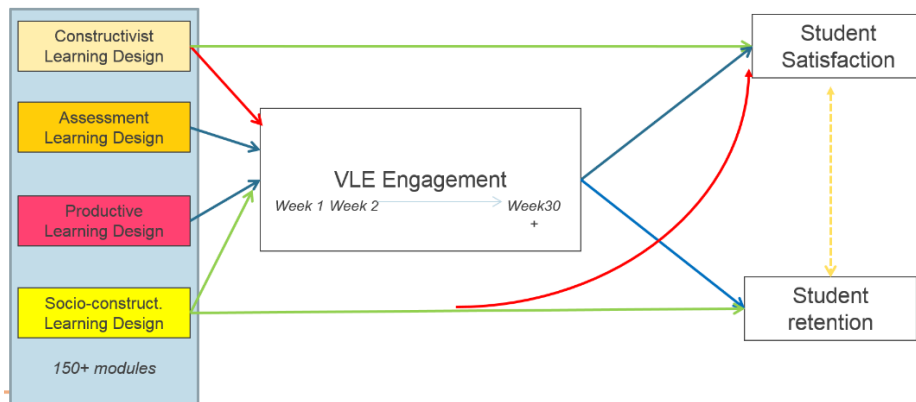 Constructivist
Learning Design
Assessment
Learning Design
Productive
Learning Design
Socio-construct.
Learning Design
150+ modules
VLE Engagement
Week 1 Week 2
Week30
+
Student
Satisfaction
Student
retention